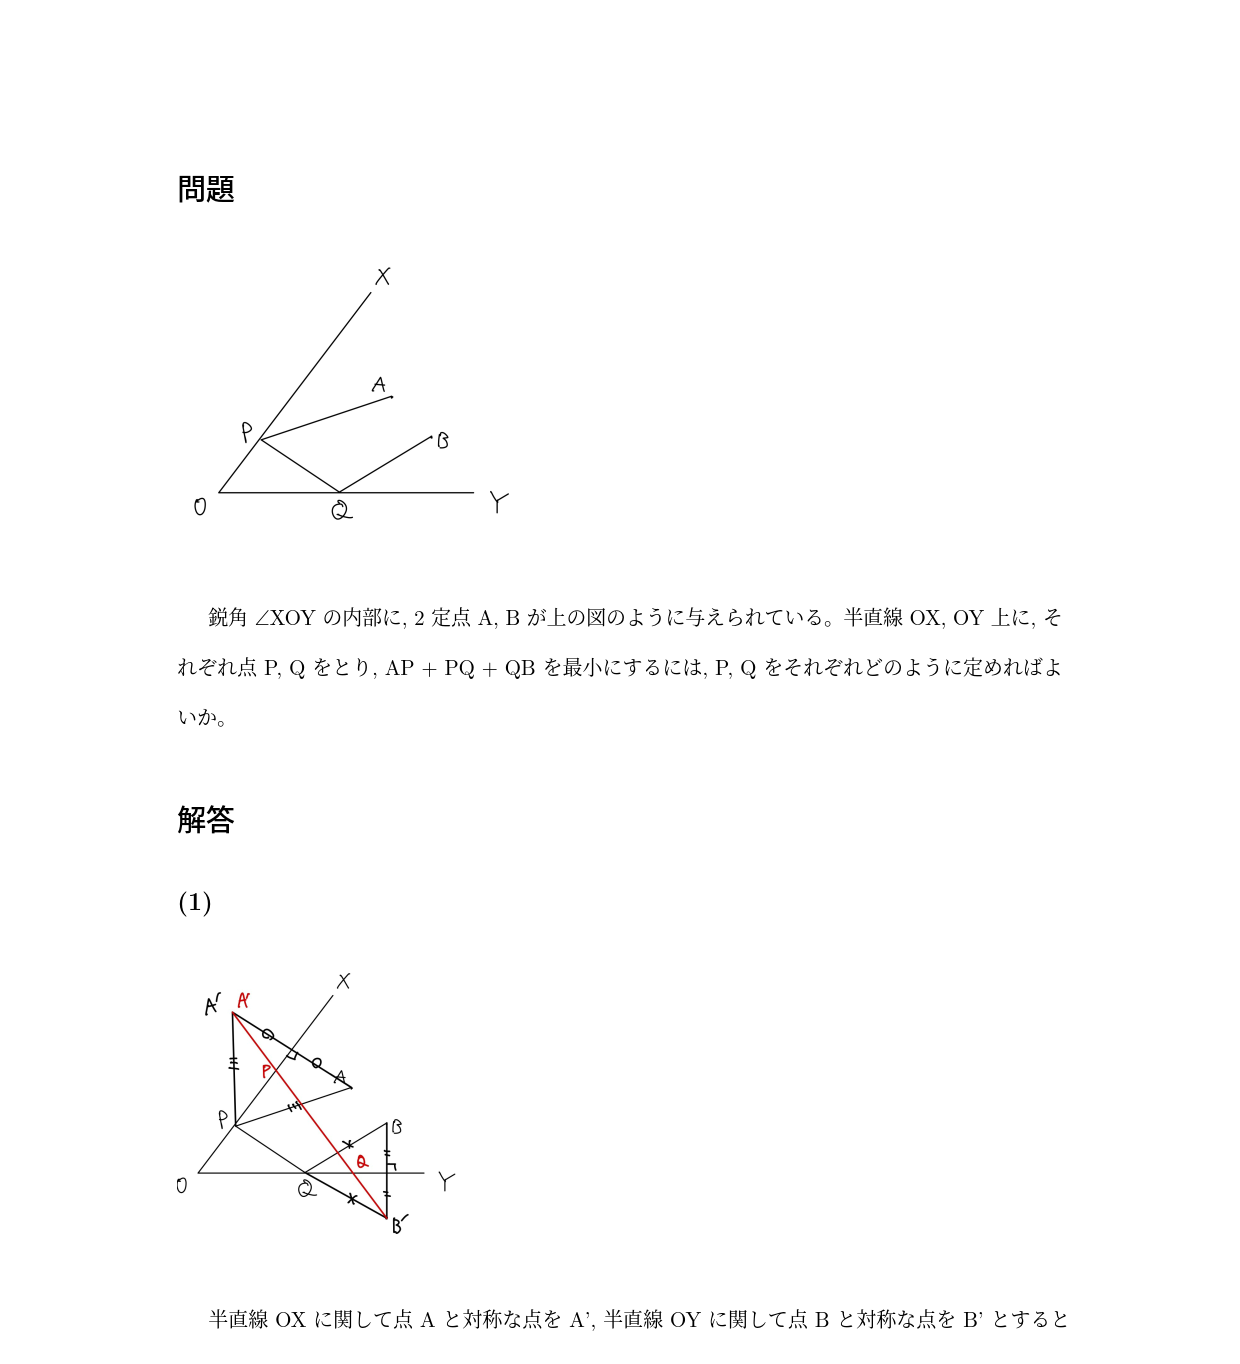 問題
X
A
P
B
O
Q
Y
鋭角 ∠XOY の内部に, 2 定点 A, B が上の図のように与えられている。半直線 OX, OY 上に, そ
れぞれ点 P, Q をとり, AP + PQ + QB を最小にするには, P, Q をそれぞれどのように定めればよ
いか。
解答
(1)
X
A' A'
P
A
P
B
Q
O
Q
Y
B'
半直線 OX に関して点 A と対称な点を A', 半直線 OY に関して点 B と対称な点を B' とすると